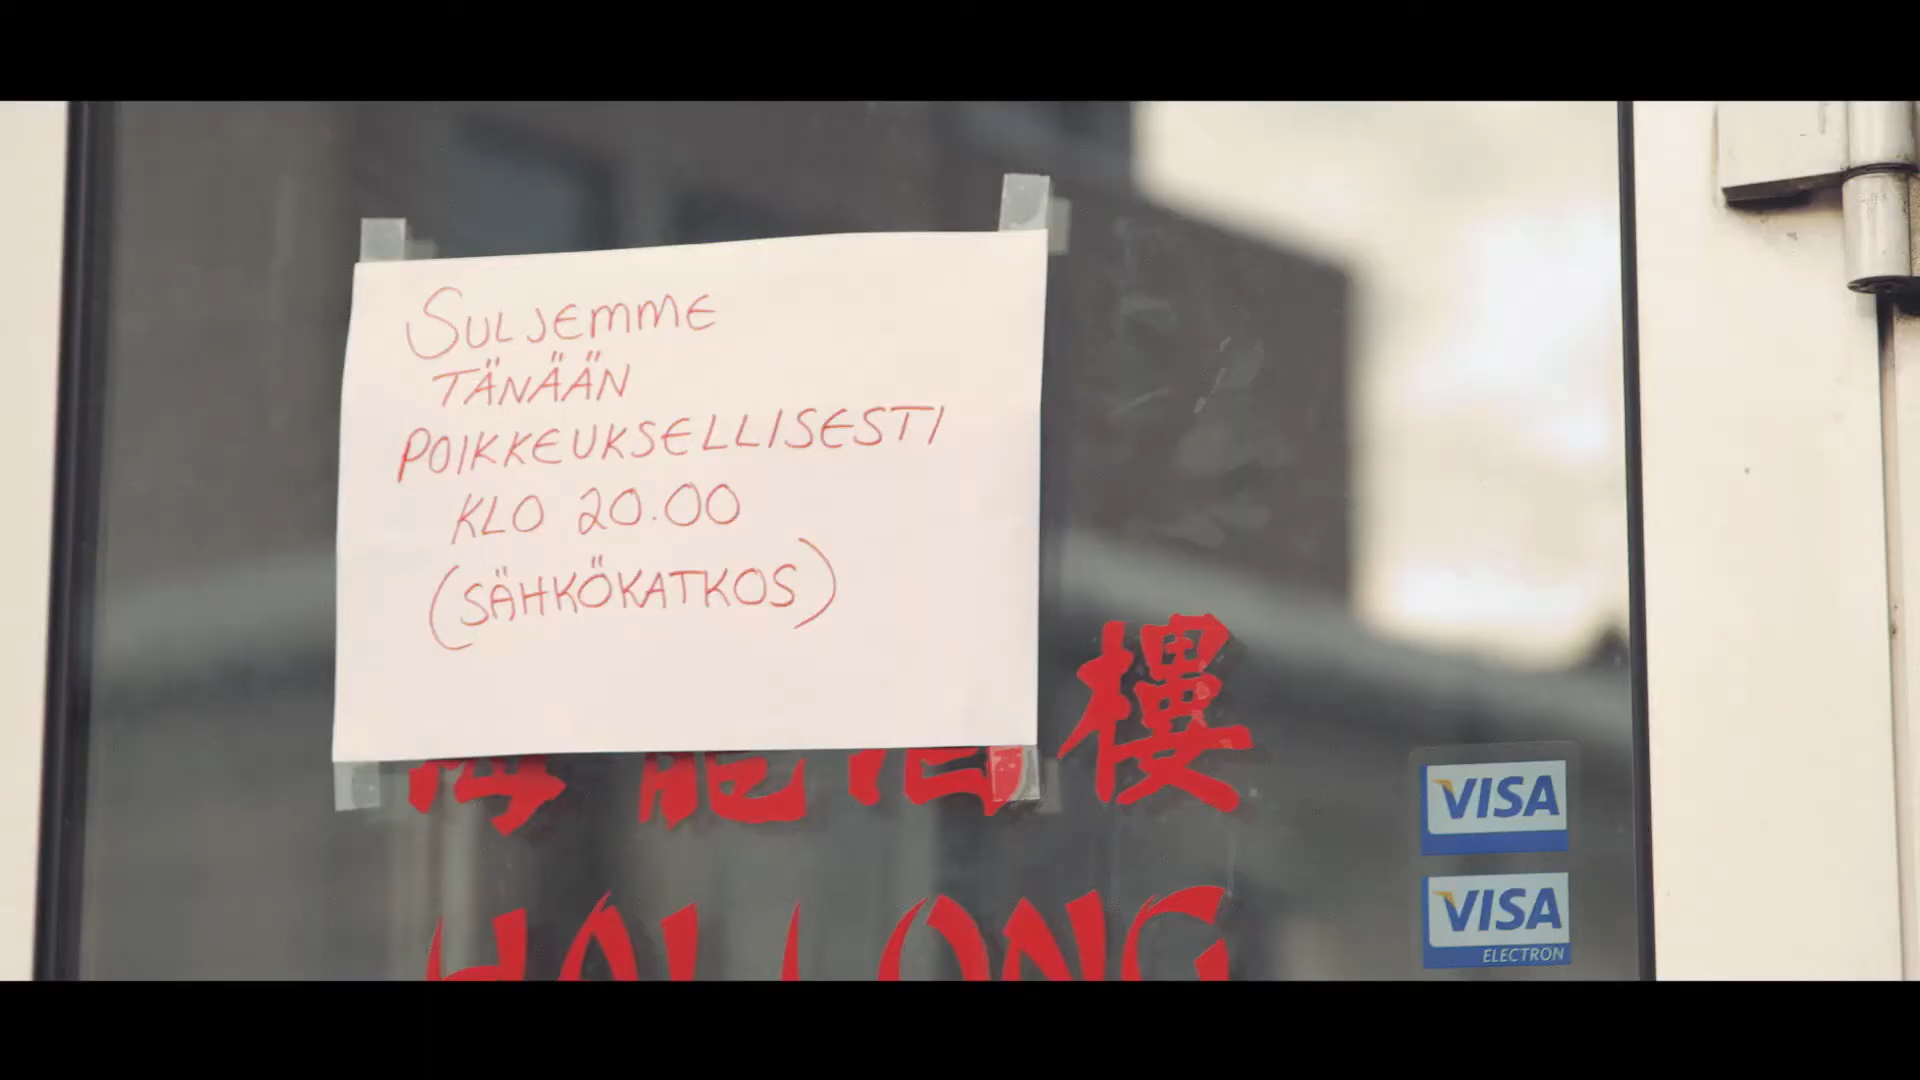 SULJEMME
TÄNÄÄN
POIKKEUKSELLISESTI
KLO 20.00
(SÄHKÖKATKOS)
樓
VISA
VISA
ELECTRON